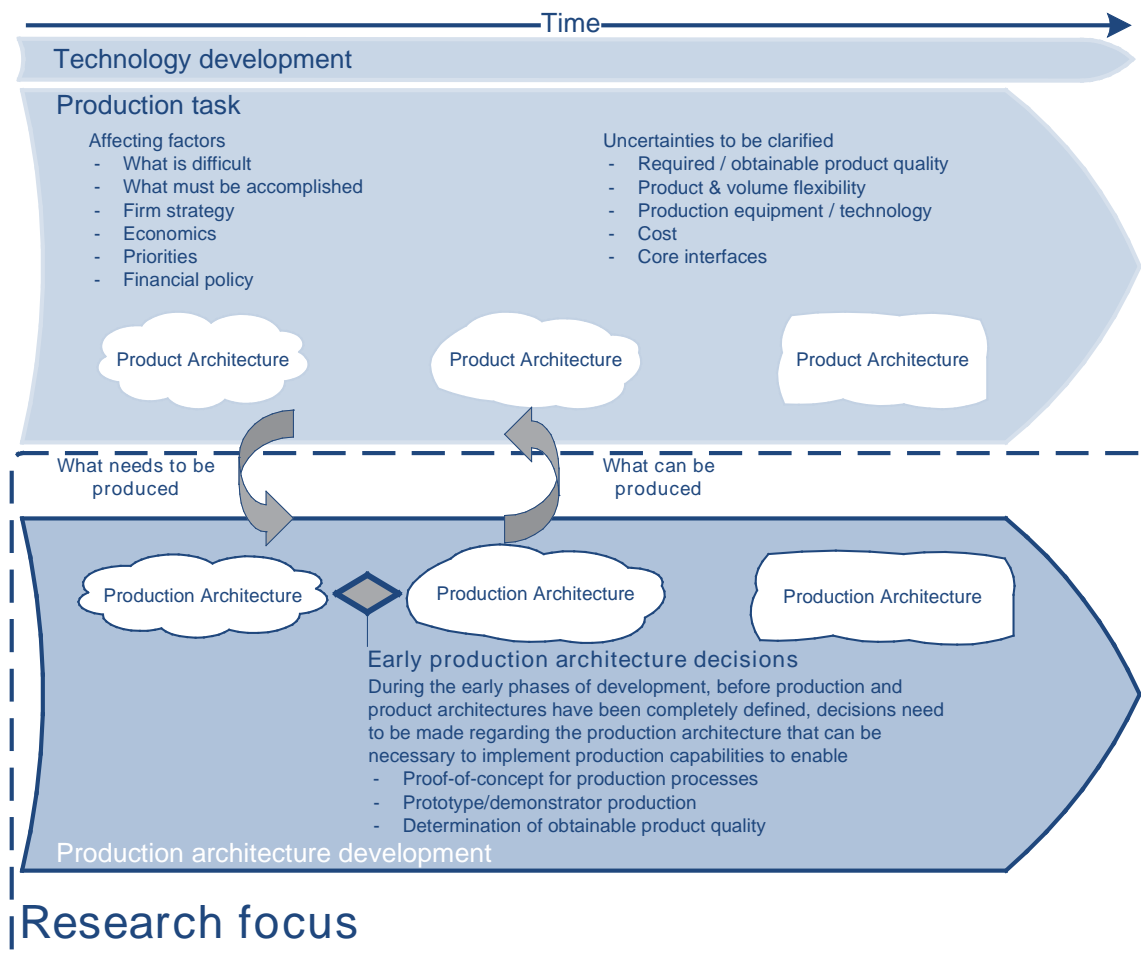 Time
Technology development
Production task
Affecting factors
- What is difficult
- What must be accomplished
- Firm strategy
- Economics
- Priorities
- Financial policy
Uncertainties to be clarified
- Required / obtainable product quality
- Product & volume flexibility
- Production equipment / technology
- Cost
- Core interfaces
Product Architecture
Product Architecture
Product Architecture
What needs to be
produced
What can be
produced
Production Architecture
Production Architecture
Production Architecture
Early production architecture decisions
During the early phases of development, before production and
product architectures have been completely defined, decisions need
to be made regarding the production architecture that can be
necessary to implement production capabilities to enable
- Proof-of-concept for production processes
- Prototype/demonstrator production
- Determination of obtainable product quality
Production architecture development
Research focus